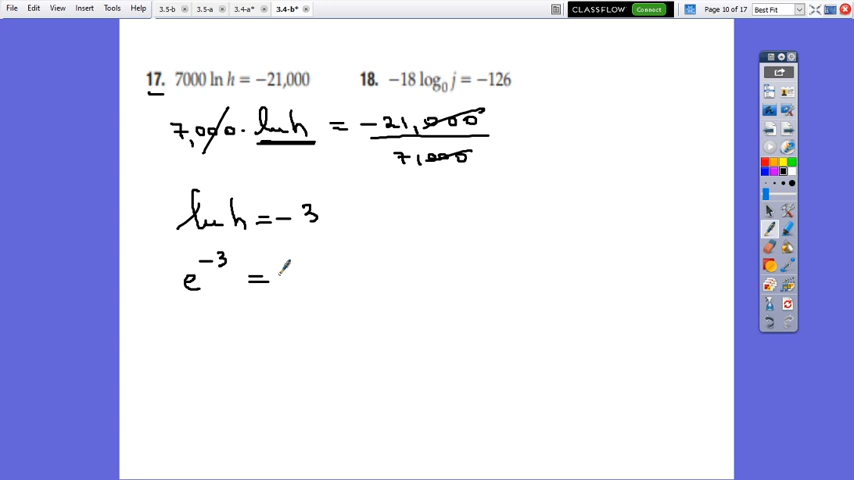 File Edit View Insert Tools Help 3.5-b 3.5-a 3.4-a* 3.4-b* CLASSFLOW Connect Page 10 of 17 Best Fit
17. 7000 ln h = −21,000 18. −18 log₀ j = −126
7,000 · ln h = −21,000
7,000
ln h = −3
e⁻³ =